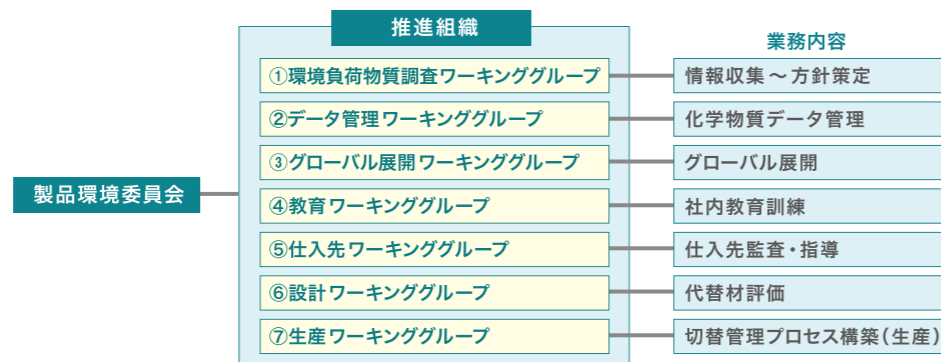 推進組織
業務内容
①環境負荷物質調査ワーキンググループ
情報収集～方針策定
②データ管理ワーキンググループ
化学物質データ管理
③グローバル展開ワーキンググループ
グローバル展開
製品環境委員会
④教育ワーキンググループ
社内教育訓練
⑤仕入先ワーキンググループ
仕入先監査・指導
⑥設計ワーキンググループ
代替材評価
⑦生産ワーキンググループ
切替管理プロセス構築(生産)